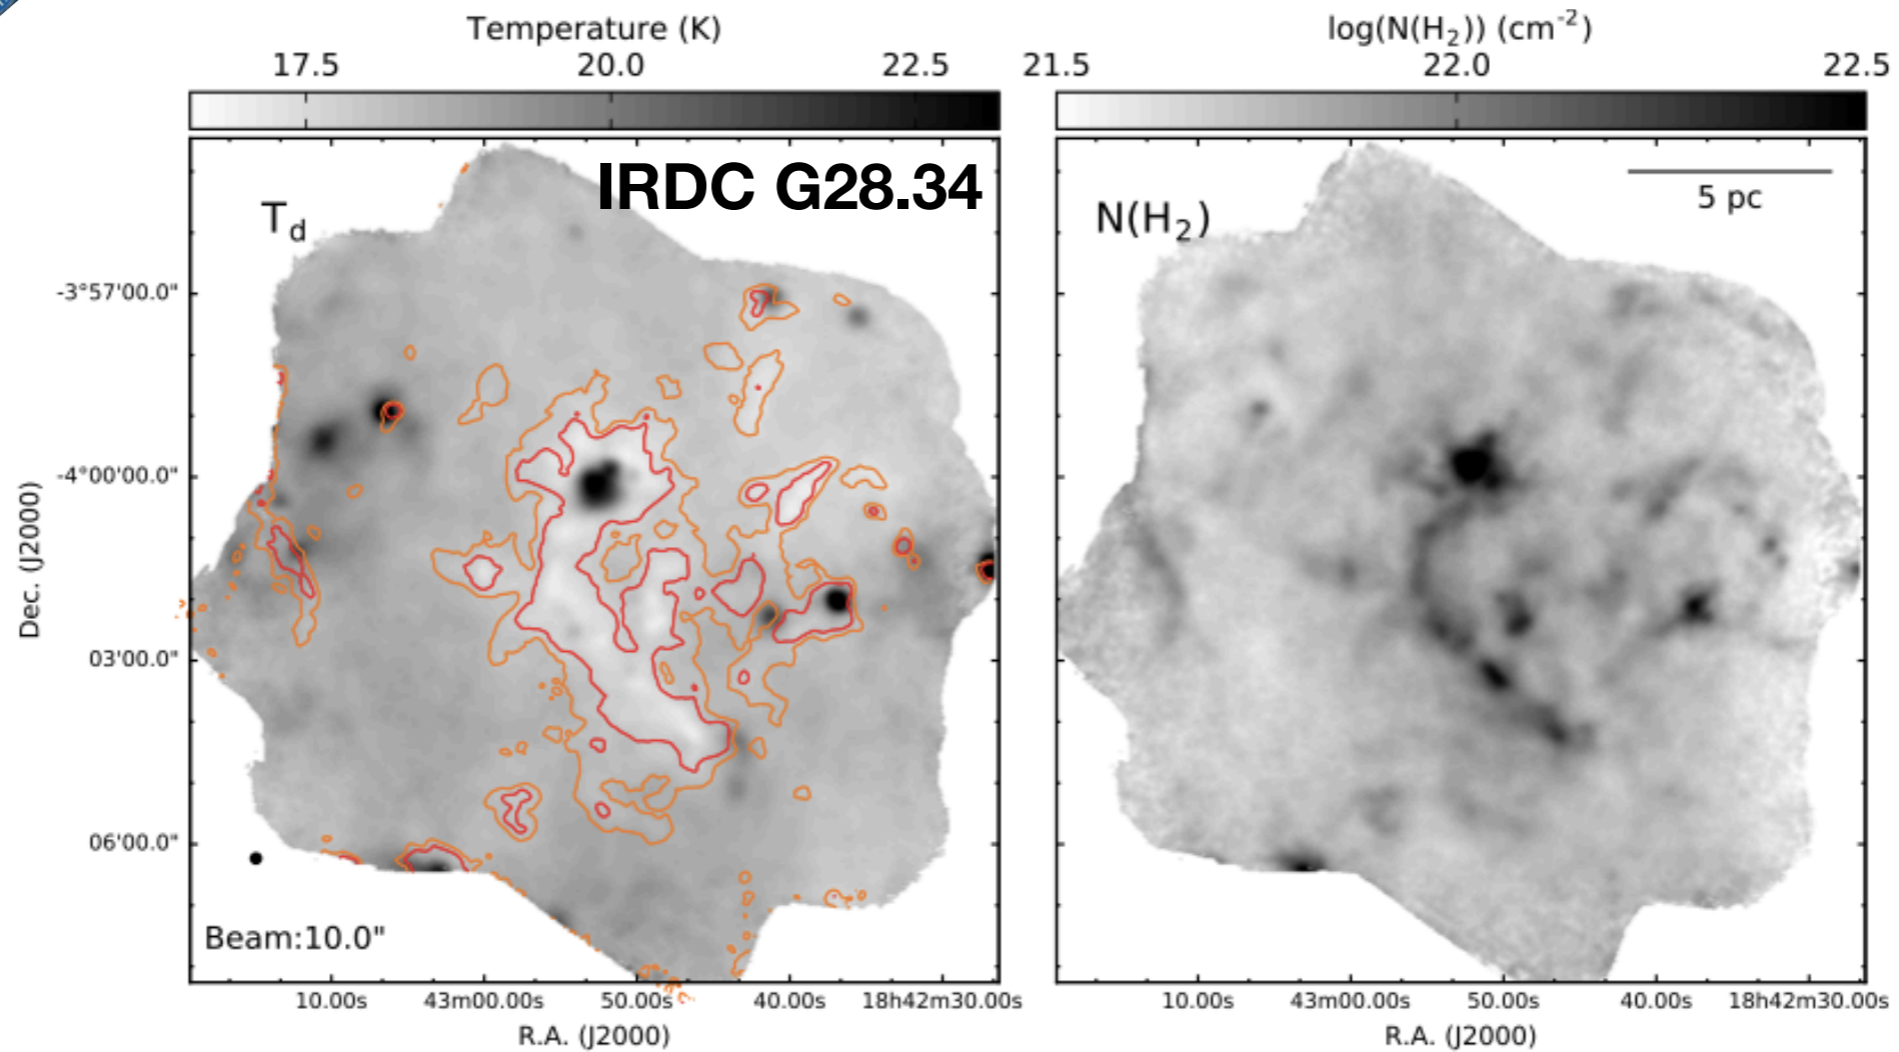 Temperature (K)
17.5 20.0 22.5
IRDC G28.34
T_d
-3°57'00.0"
-4°00'00.0"
03'00.0"
06'00.0"
Dec. (J2000)
Beam:10.0"
10.00s 43m00.00s 50.00s 40.00s 18h42m30.00s
R.A. (J2000)
log(N(H₂)) (cm⁻²)
21.5 22.0 22.5
N(H₂)
5 pc
10.00s 43m00.00s 50.00s 40.00s 18h42m30.00s
R.A. (J2000)